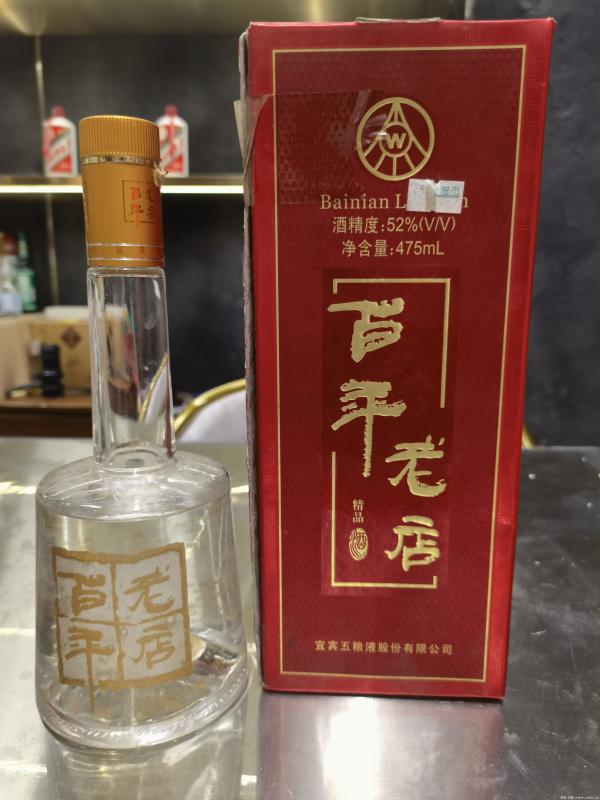 W
Bainian L
酒精度:52%(V/V)
净含量:475mL
百年
老店
精品
酒
宜宾五粮液股份有限公司
百年
老店
百年
老店